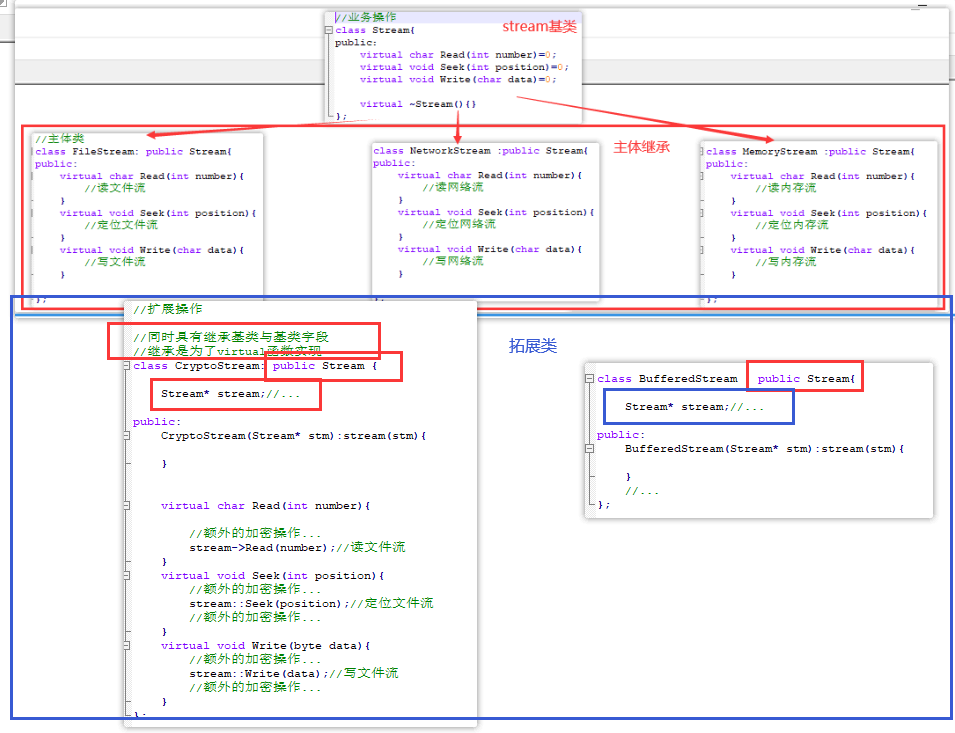 //业务操作
class Stream{
public:
virtual char Read(int number)=0;
virtual void Seek(int position)=0;
virtual void Write(char data)=0;
virtual ~Stream(){}
};
stream基类
主体继承
//主体类
class FileStream: public Stream{
public:
virtual char Read(int number){
//读文件流
}
virtual void Seek(int position){
//定位文件流
}
virtual void Write(char data){
//写文件流
}
};
class NetworkStream :public Stream{
public:
virtual char Read(int number){
//读网络流
}
virtual void Seek(int position){
//定位网络流
}
virtual void Write(char data){
//写网络流
}
};
class MemoryStream :public Stream{
public:
virtual char Read(int number){
//读内存流
}
virtual void Seek(int position){
//定位内存流
}
virtual void Write(char data){
//写内存流
}
};
//扩展操作
//同时具有继承基类与基类字段
//继承是为了virtual函数实现
class CryptoStream: public Stream {
Stream* stream;//...
public:
CryptoStream(Stream* stm):stream(stm){
}
virtual char Read(int number){
//额外的加密操作...
stream->Read(number);//读文件流
}
virtual void Seek(int position){
//额外的加密操作...
stream::Seek(position);//定位文件流
//额外的加密操作...
}
virtual void Write(byte data){
//额外的加密操作...
stream::Write(data);//写文件流
//额外的加密操作...
}
};
拓展类
class BufferedStream public Stream{
Stream* stream;//...
public:
BufferedStream(Stream* stm):stream(stm){
}
//...
};